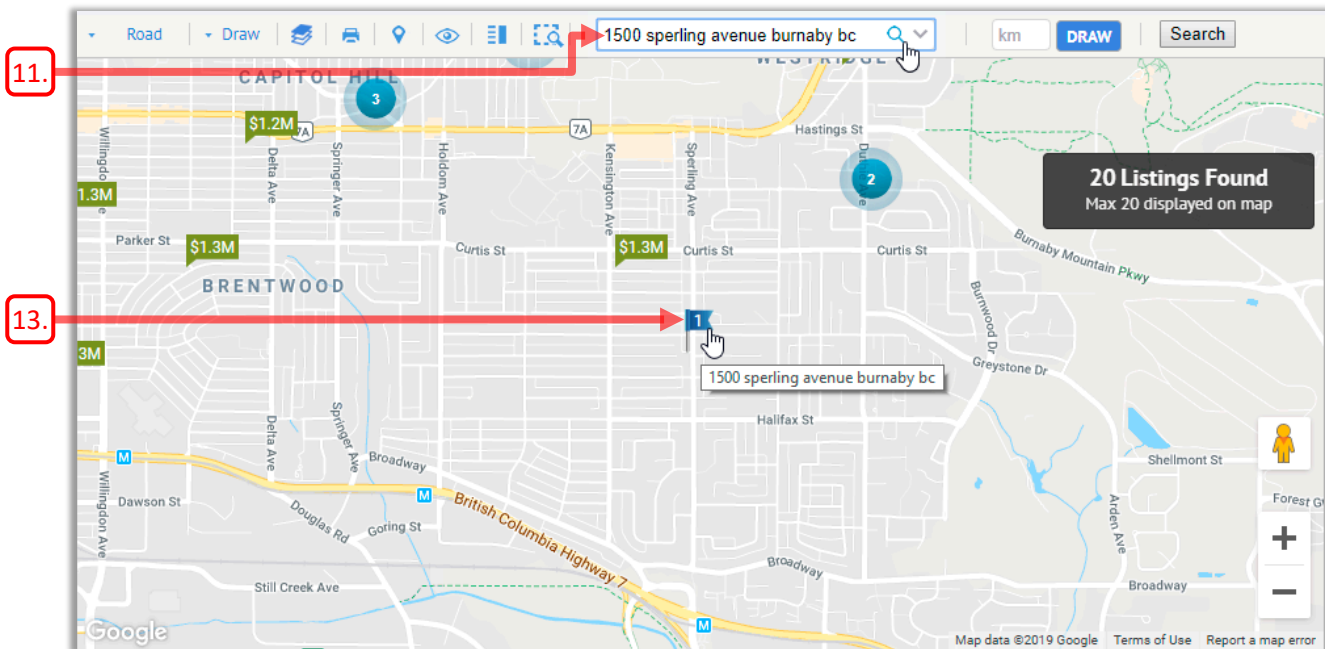 Road
Draw
1500 sperling avenue burnaby bc
km
DRAW
Search
11.
CAPITOL HILL
WESTRIDGE
3
$1.2M
7A
7A
Hastings St
Willingdo
Delta Ave
Springer Ave
Holdom Ave
Kensington Ave
Sperling Ave
2
20 Listings Found
Max 20 displayed on map
1.3M
Parker St
$1.3M
Curtis St
$1.3M
Curtis St
Curtis St
Burnaby Mountain Pkwy
BRENTWOOD
Burnwood Dr
13.
1
3M
Greystone Dr
1500 sperling avenue burnaby bc
Halifax St
Delta Ave
Springer Ave
Broadway
M
Shellmont St
Willingdon Ave
Dawson St
M
British Columbia Highway 7
Douglas Rd
Goring St
Arden Ave
Forest G
Broadway
Still Creek Ave
Broadway
M
Google
Map data ©2019 Google Terms of Use Report a map error